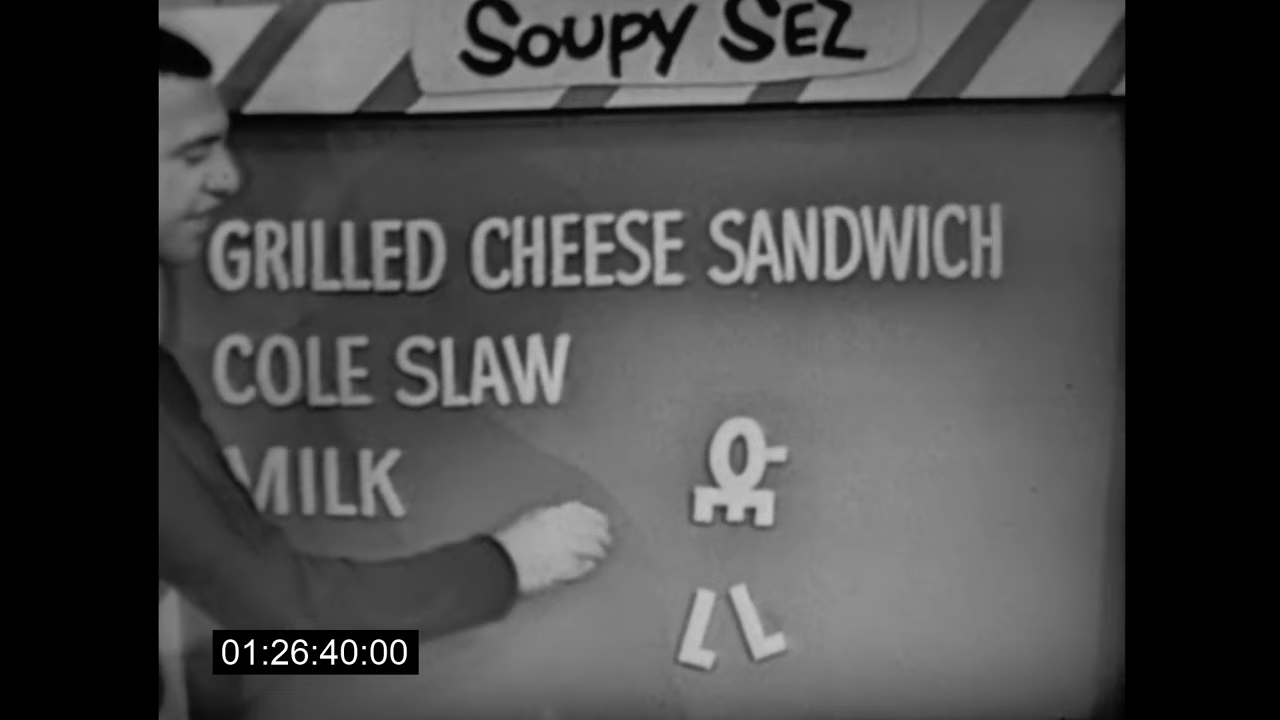 SOUPY SEZ
GRILLED CHEESE SANDWICH
COLE SLAW
MILK
01:26:40:00